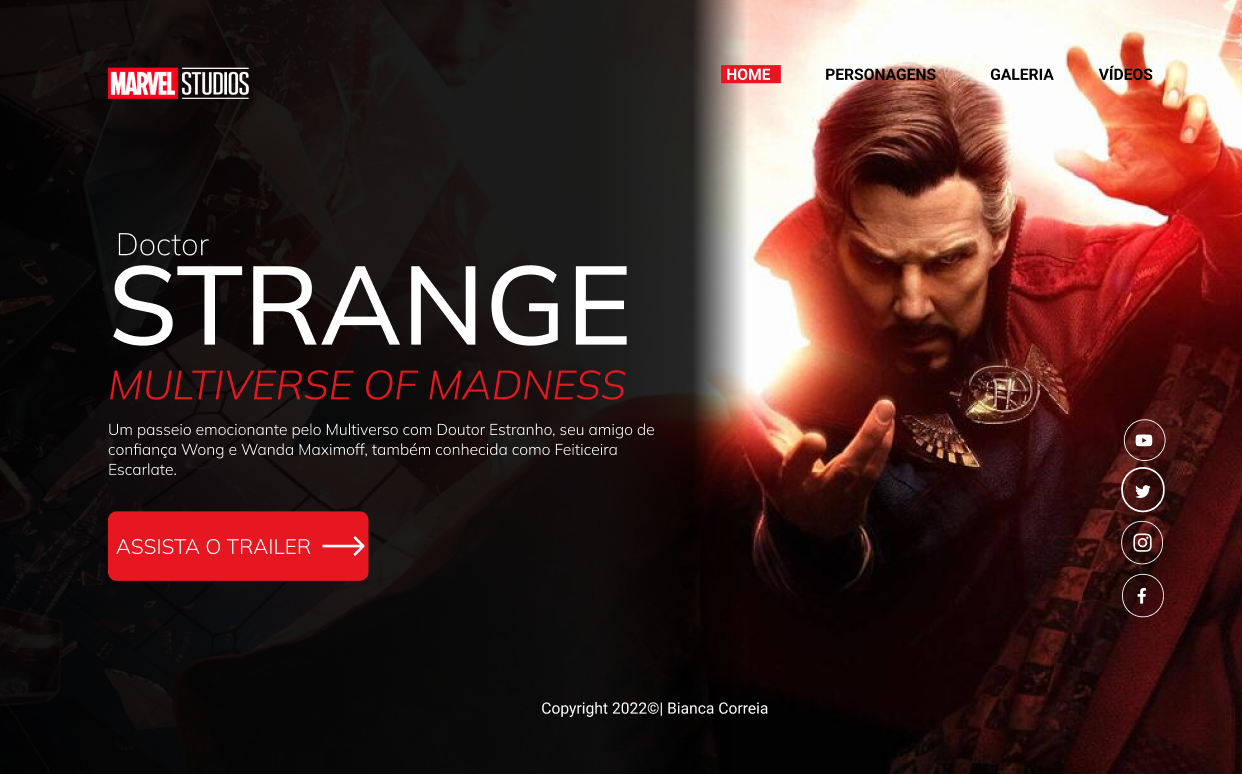 MARVEL STUDIOS
HOME PERSONAGENS GALERIA VÍDEOS
Doctor
STRANGE
MULTIVERSE OF MADNESS
Um passeio emocionante pelo Multiverso com Doutor Estranho, seu amigo de
confiança Wong e Wanda Maximoff, também conhecida como Feiticeira
Escarlate.
ASSISTA O TRAILER
Copyright 2022©| Bianca Correia